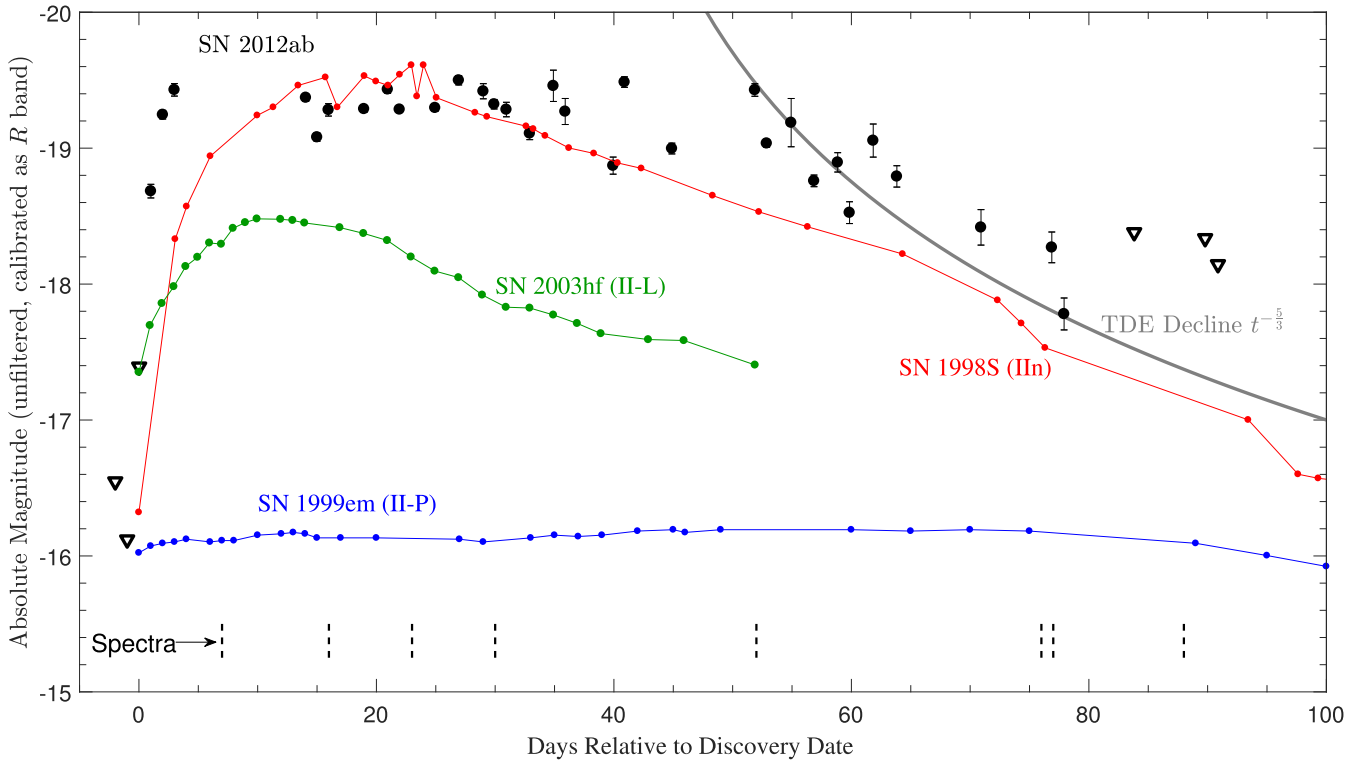 Absolute Magnitude (unfiltered, calibrated as R band)
-20
-19
-18
-17
-16
-15
SN 2012ab
SN 2003hf (II-L)
TDE Decline t^{-5/3}
SN 1998S (IIn)
SN 1999em (II-P)
Spectra
0
20
40
60
80
100
Days Relative to Discovery Date